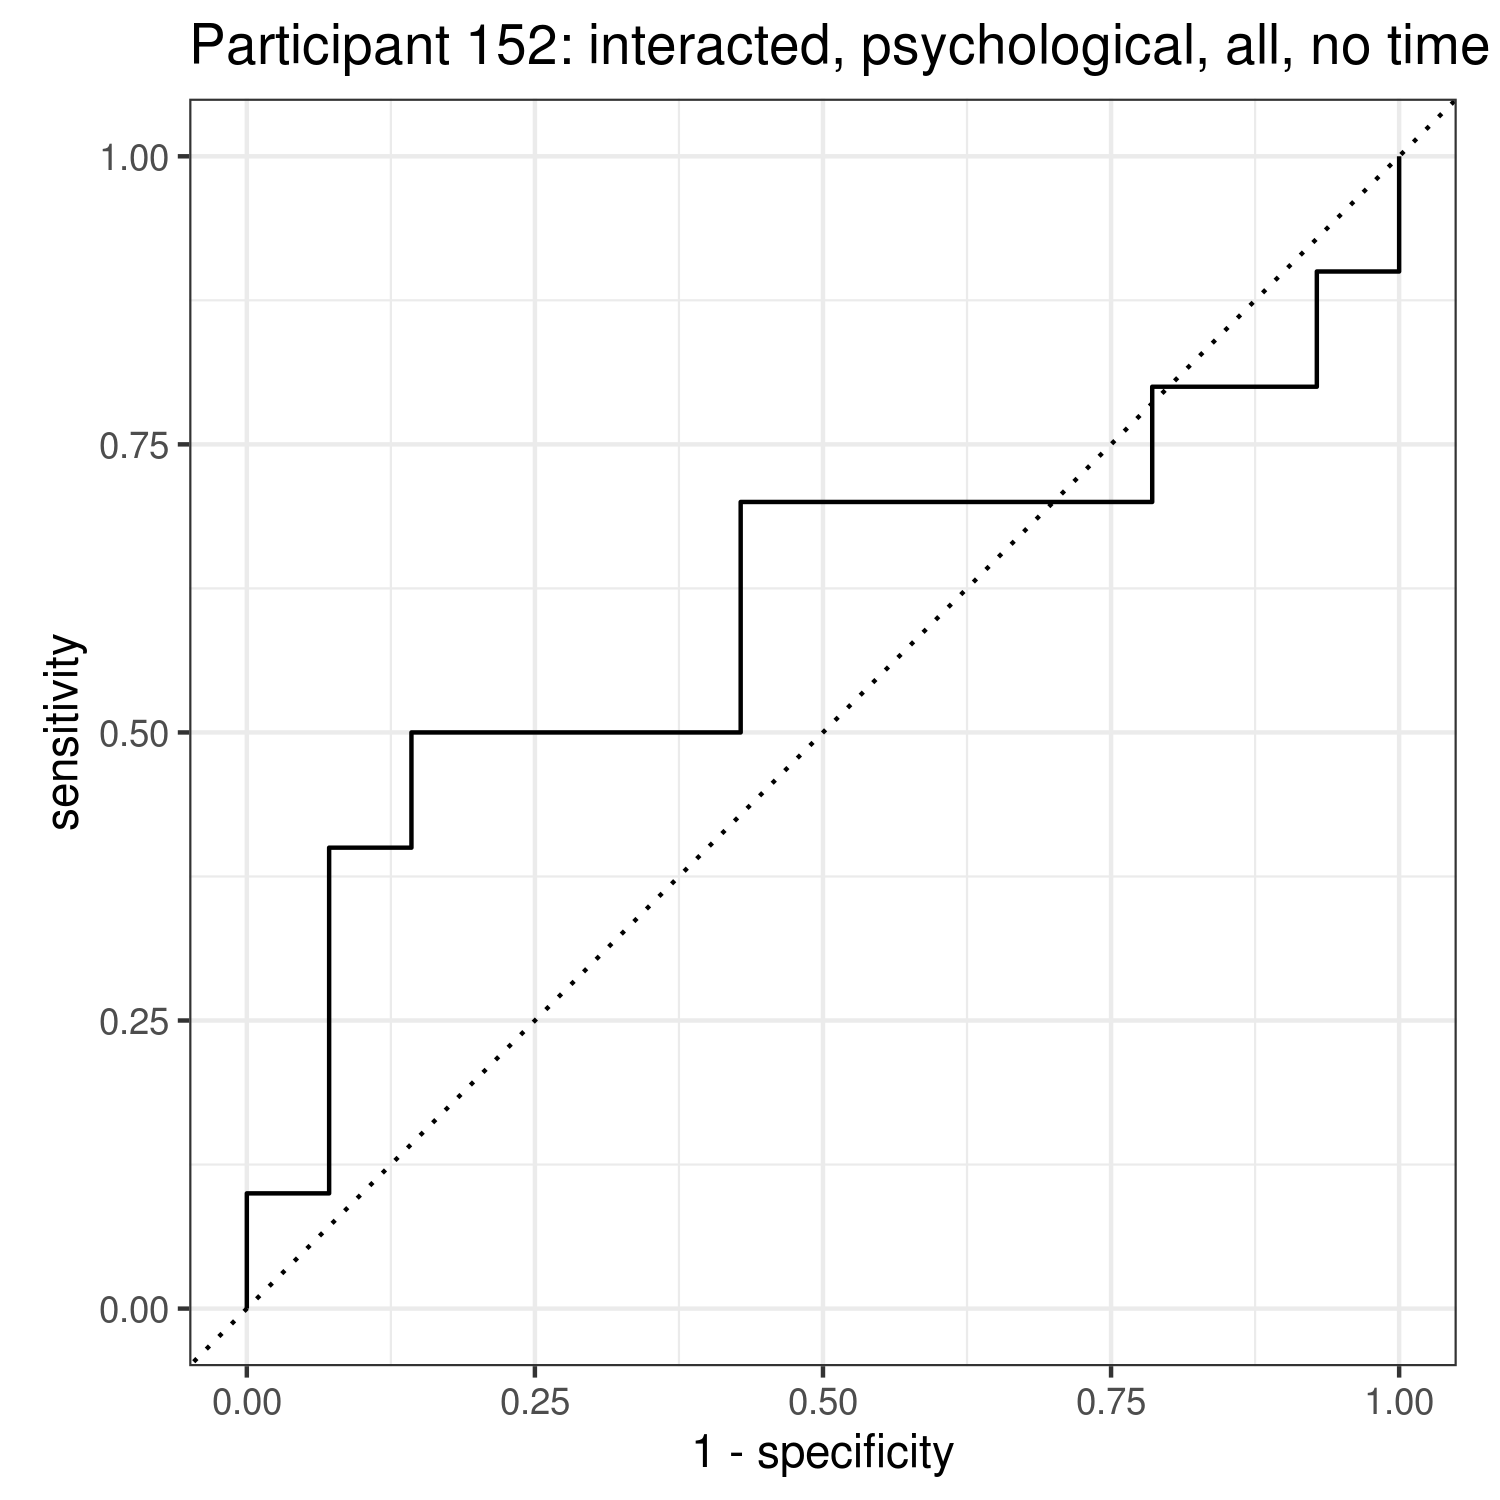 Participant 152: interacted, psychological, all, no time
1.00
0.75
0.50
0.25
0.00
sensitivity
0.00 0.25 0.50 0.75 1.00
1 - specificity